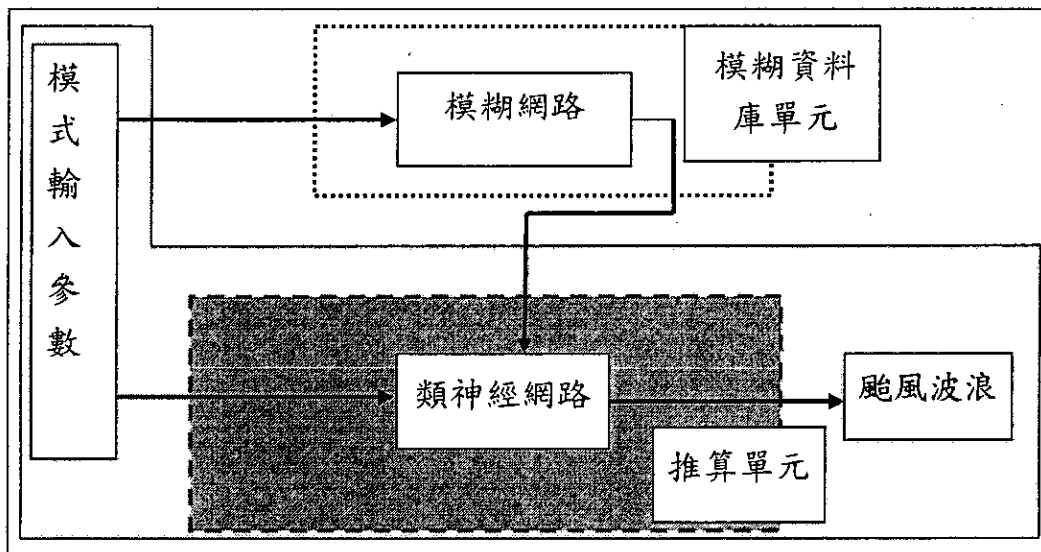 模式輸入參數
模糊網路
模糊資料
庫單元
類神經網路
颱風波浪
推算單元